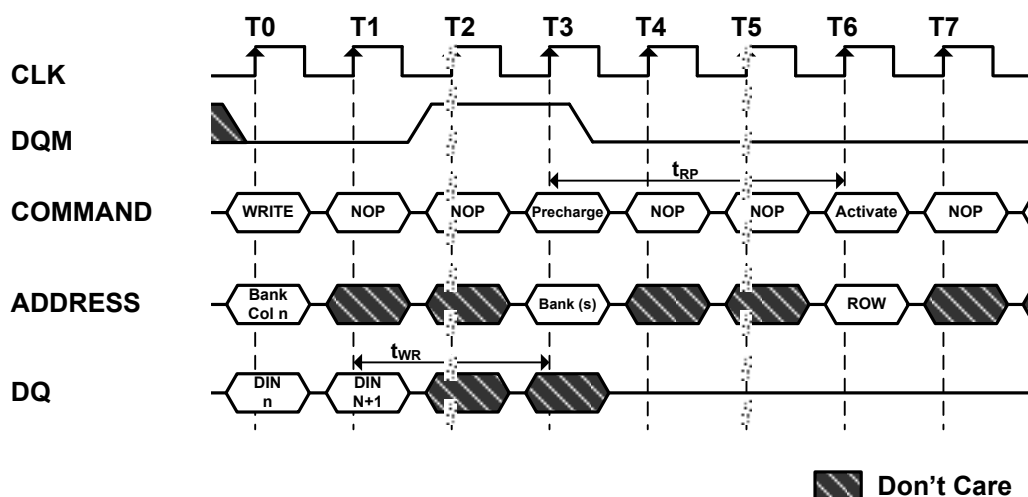 T0 T1 T2 T3 T4 T5 T6 T7
CLK
DQM
tRP
COMMAND WRITE NOP NOP Precharge NOP NOP Activate NOP
ADDRESS Bank Col n Bank (s) ROW
tWR
DQ DIN n DIN N+1
Don't Care